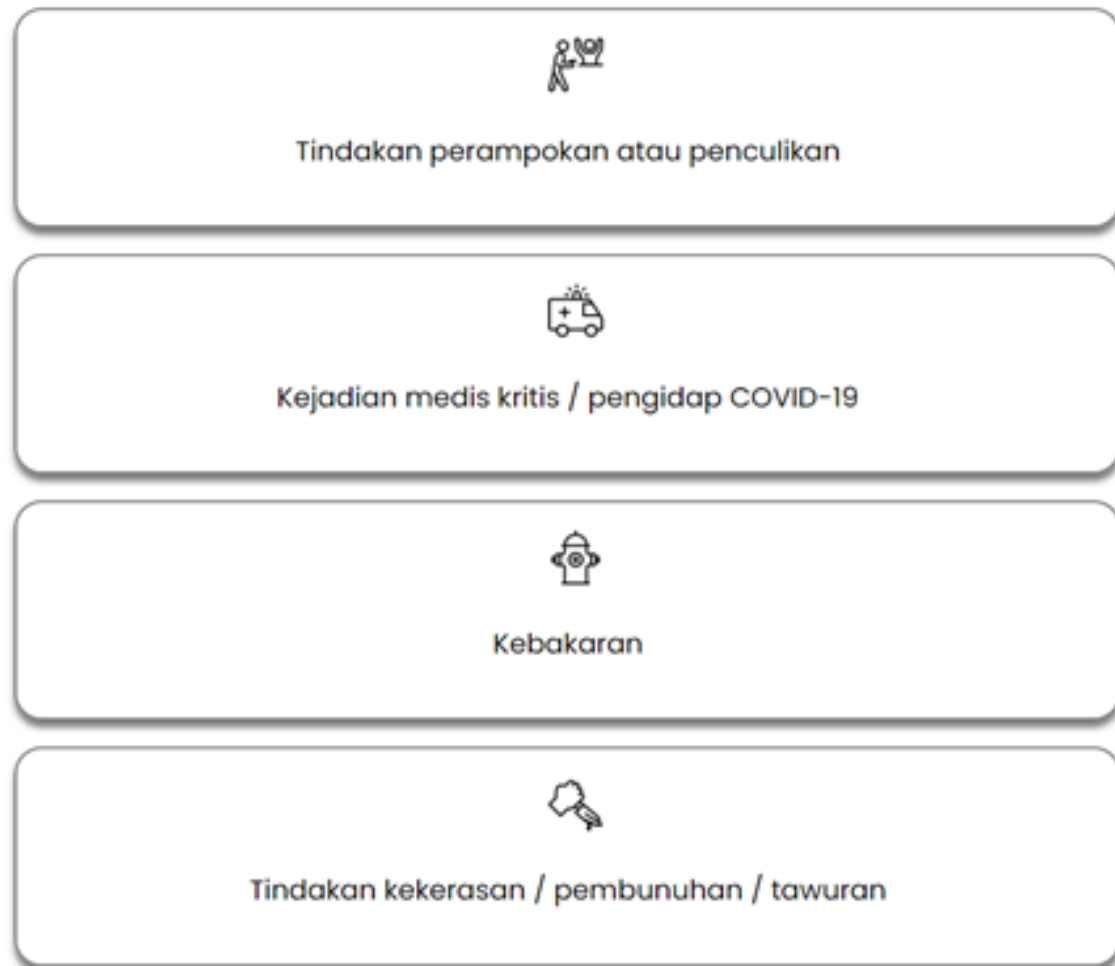 Tindakan perampokan atau penculikan
Kejadian medis kritis / pengidap COVID-19
Kebakaran
Tindakan kekerasan / pembunuhan / tawuran